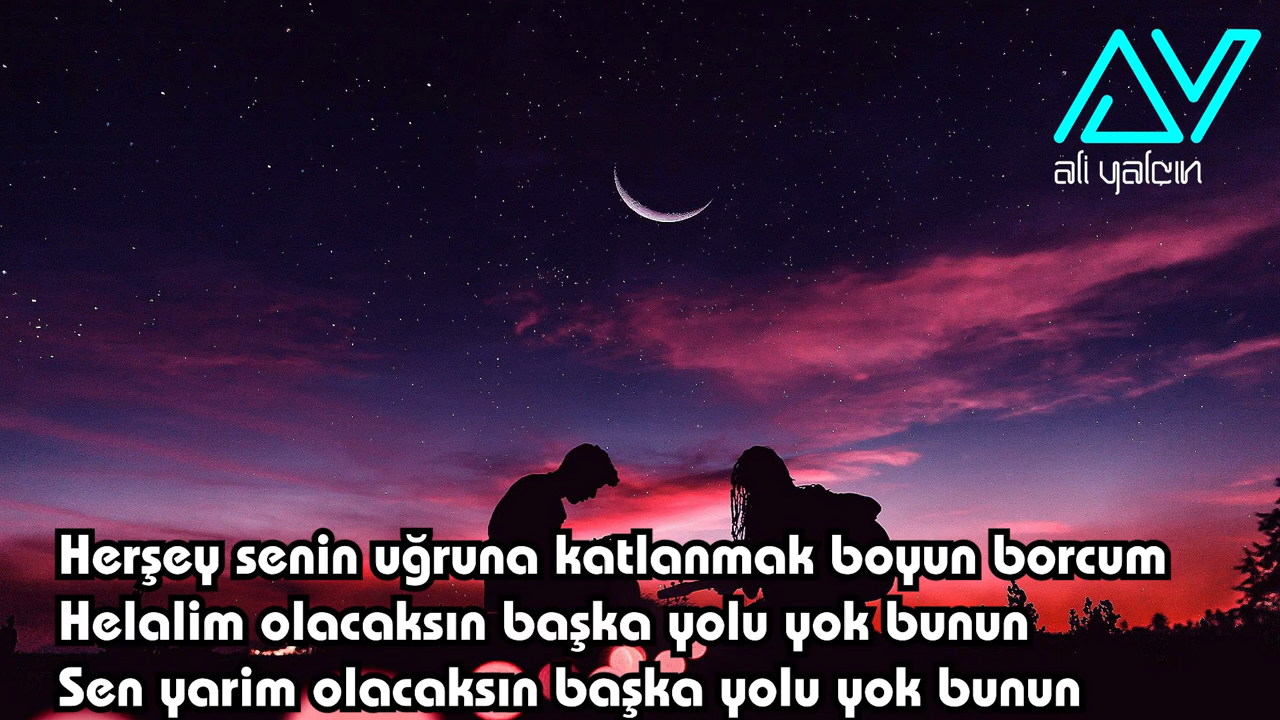 AY
ali yalçın
Herşey senin uğruna katlanmak boyun borcum
Helalim olacaksın başka yolu yok bunun
Sen yarim olacaksın başka yolu yok bunun